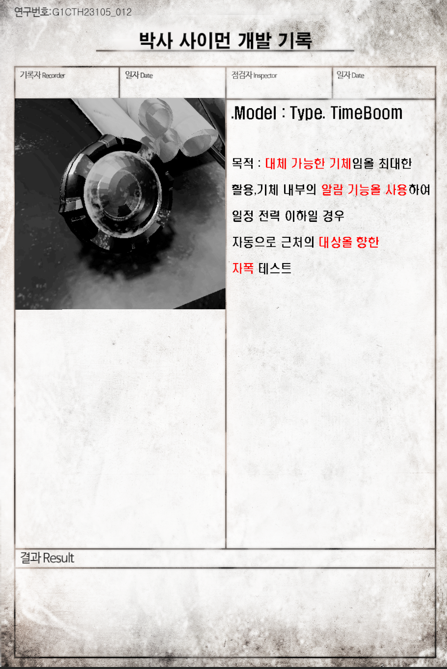 연구번호:G1CTH23105_012
박사 사이먼 개발 기록
기록자 Recorder
일자 Date
점검자 Inspector
일자 Date
.Model : Type. TimeBoom
목적 : 대체 가능한 기체임을 최대한
활용,기체 내부의 알람 기능을 사용하여
일정 전력 이하일 경우
자동으로 근처의 대상을 향한
자폭 테스트
결과 Result